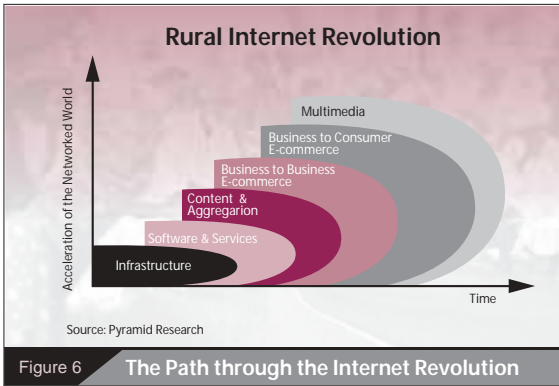 Rural Internet Revolution
Acceleration of the Networked World
Multimedia
Business to Consumer
E-commerce
Business to Business
E-commerce
Content &
Aggregarion
Software & Services
Infrastructure
Time
Source: Pyramid Research
Figure 6
The Path through the Internet Revolution